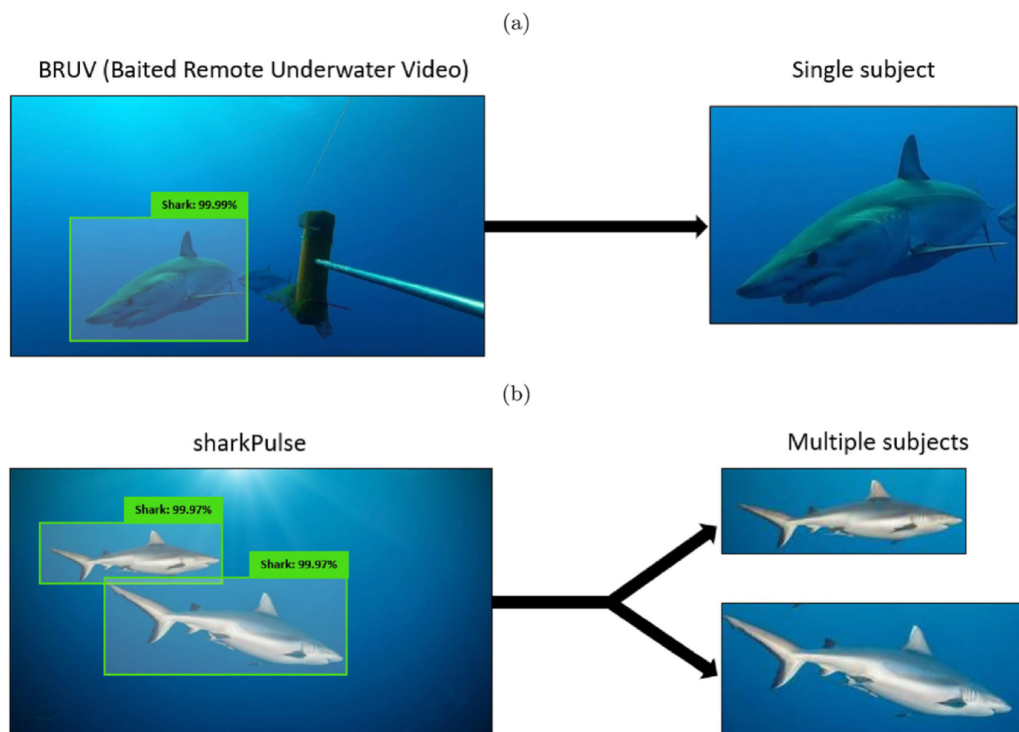 (a)
BRUV (Baited Remote Underwater Video)
Single subject
Shark: 99.99%
(b)
sharkPulse
Multiple subjects
Shark: 99.97%
Shark: 99.97%